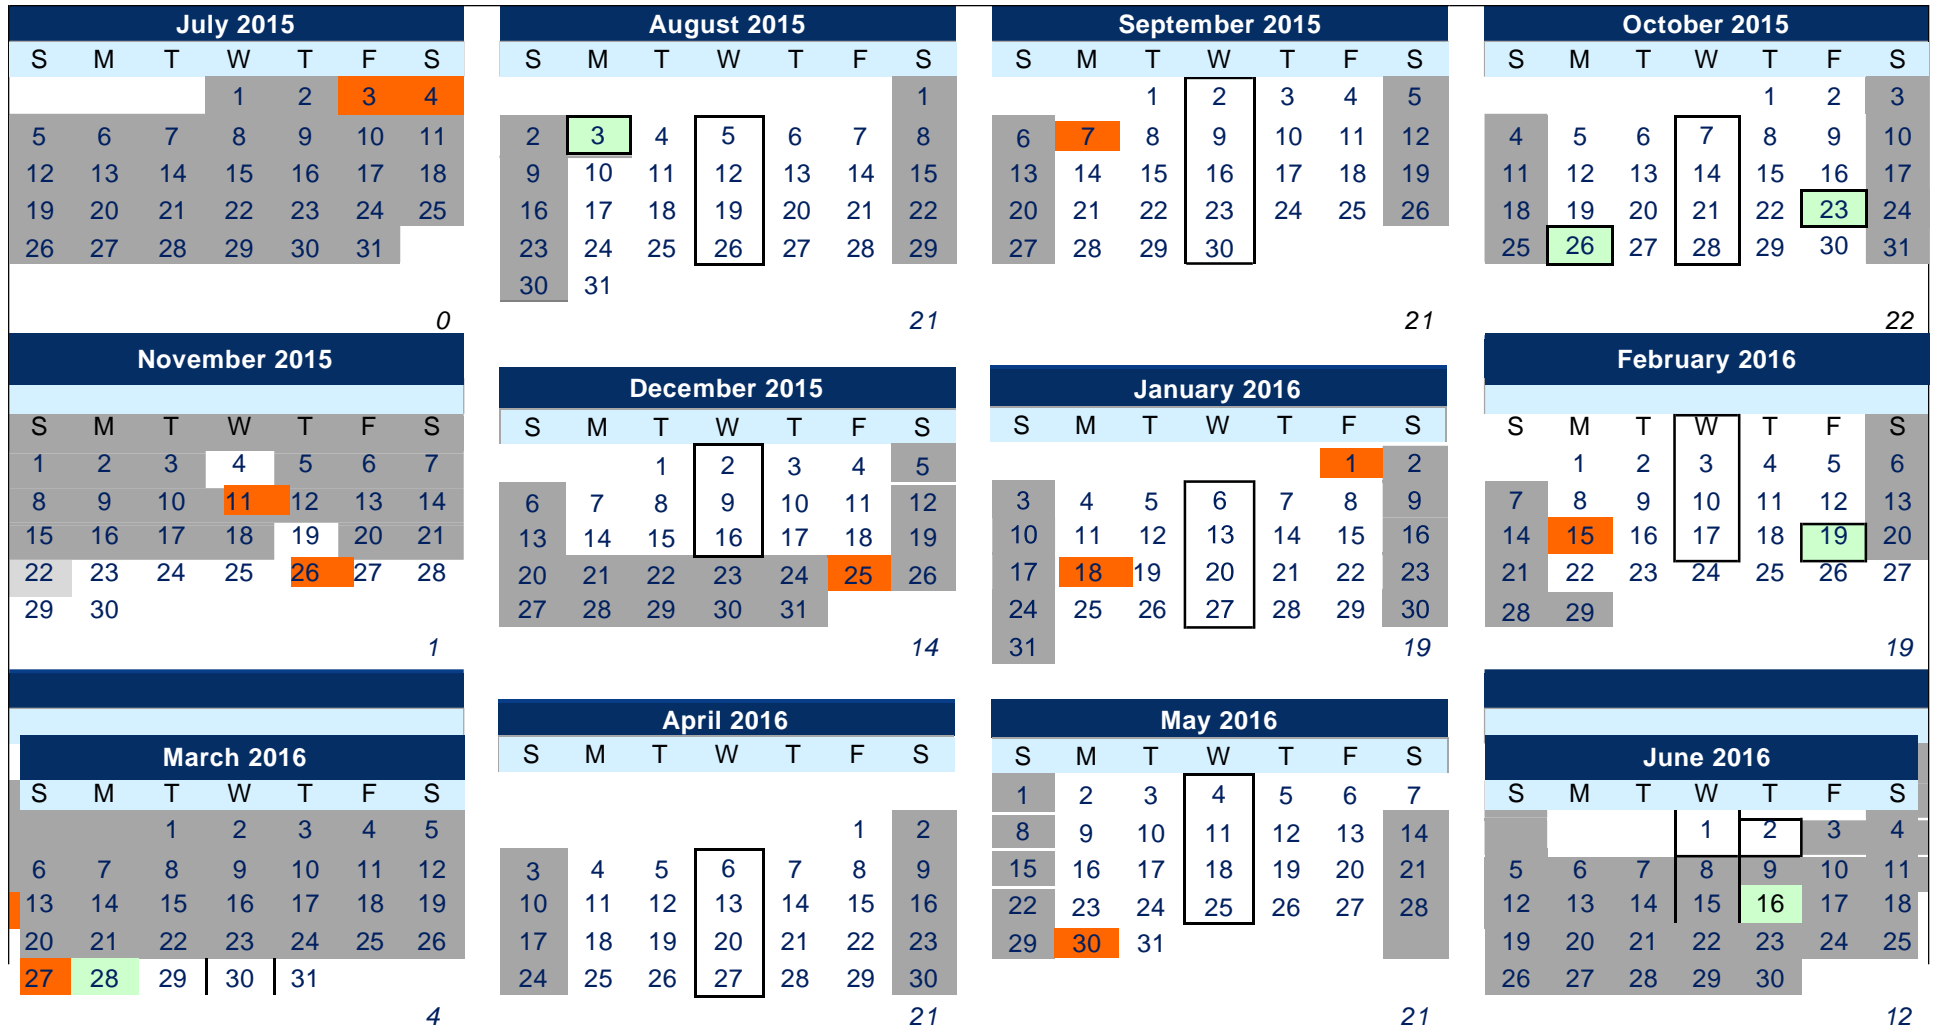 July 2015
S M T W T F S
1 2 3 4
5 6 7 8 9 10 11
12 13 14 15 16 17 18
19 20 21 22 23 24 25
26 27 28 29 30 31
0
August 2015
S M T W T F S
1
2 3 4 5 6 7 8
9 10 11 12 13 14 15
16 17 18 19 20 21 22
23 24 25 26 27 28 29
30 31
21
September 2015
S M T W T F S
1 2 3 4 5
6 7 8 9 10 11 12
13 14 15 16 17 18 19
20 21 22 23 24 25 26
27 28 29 30
21
October 2015
S M T W T F S
1 2 3
4 5 6 7 8 9 10
11 12 13 14 15 16 17
18 19 20 21 22 23 24
25 26 27 28 29 30 31
22
November 2015
S M T W T F S
1 2 3 4 5 6 7
8 9 10 11 12 13 14
15 16 17 18 19 20 21
22 23 24 25 26 27 28
29 30
1
December 2015
S M T W T F S
1 2 3 4 5
6 7 8 9 10 11 12
13 14 15 16 17 18 19
20 21 22 23 24 25 26
27 28 29 30 31
14
January 2016
S M T W T F S
1 2
3 4 5 6 7 8 9
10 11 12 13 14 15 16
17 18 19 20 21 22 23
24 25 26 27 28 29 30
31
19
February 2016
S M T W T F S
1 2 3 4 5 6
7 8 9 10 11 12 13
14 15 16 17 18 19 20
21 22 23 24 25 26 27
28 29
19
March 2016
S M T W T F S
1 2 3 4 5
6 7 8 9 10 11 12
13 14 15 16 17 18 19
20 21 22 23 24 25 26
27 28 29 30 31
4
April 2016
S M T W T F S
1 2
3 4 5 6 7 8 9
10 11 12 13 14 15 16
17 18 19 20 21 22 23
24 25 26 27 28 29 30
21
May 2016
S M T W T F S
1 2 3 4 5 6 7
8 9 10 11 12 13 14
15 16 17 18 19 20 21
22 23 24 25 26 27 28
29 30 31
21
June 2016
S M T W T F S
1 2 3 4
5 6 7 8 9 10 11
12 13 14 15 16 17 18
19 20 21 22 23 24 25
26 27 28 29 30
12